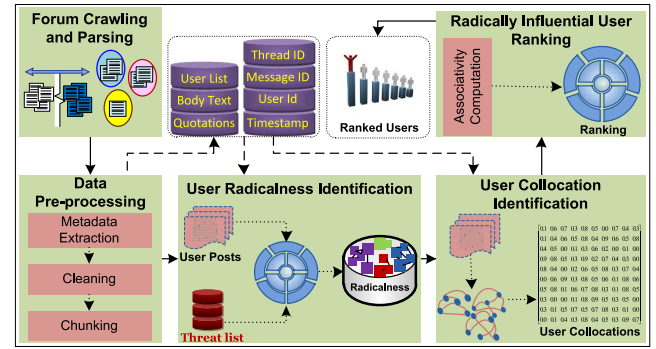 Forum Crawling
and Parsing
User List
Body Text
Quotations
Thread ID
Message ID
User Id
Timestamp
Ranked Users
Radically Influential User
Ranking
Associativity
Computation
Ranking
Data
Pre-processing
Metadata
Extraction
Cleaning
Chunking
User Radicalness Identification
User Posts
Threat list
Radicalness
User Collocation
Identification
User Collocations